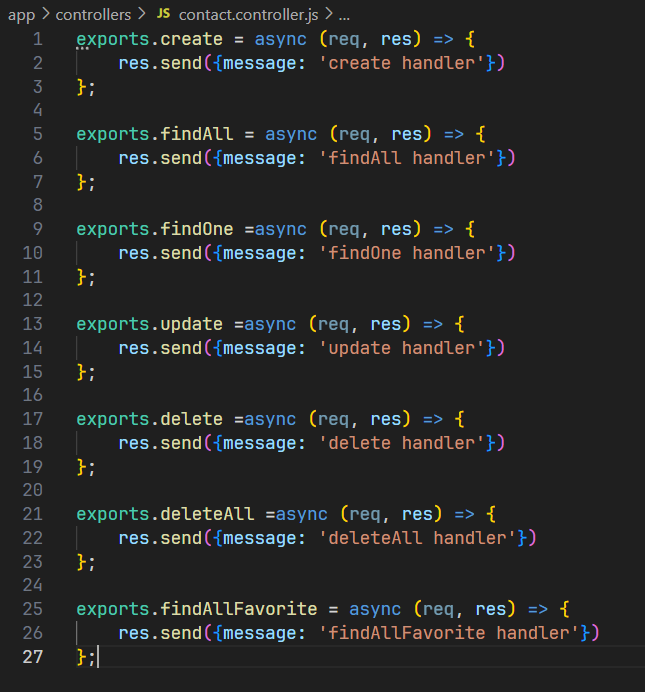 app > controllers > JS contact.controller.js > ...
1 exports.create = async (req, res) => {
2     res.send({message: 'create handler'})
3 };
4
5 exports.findAll = async (req, res) => {
6     res.send({message: 'findAll handler'})
7 };
8
9 exports.findOne =async (req, res) => {
10     res.send({message: 'findOne handler'})
11 };
12
13 exports.update =async (req, res) => {
14     res.send({message: 'update handler'})
15 };
16
17 exports.delete =async (req, res) => {
18     res.send({message: 'delete handler'})
19 };
20
21 exports.deleteAll =async (req, res) => {
22     res.send({message: 'deleteAll handler'})
23 };
24
25 exports.findAllFavorite = async (req, res) => {
26     res.send({message: 'findAllFavorite handler'})
27 };